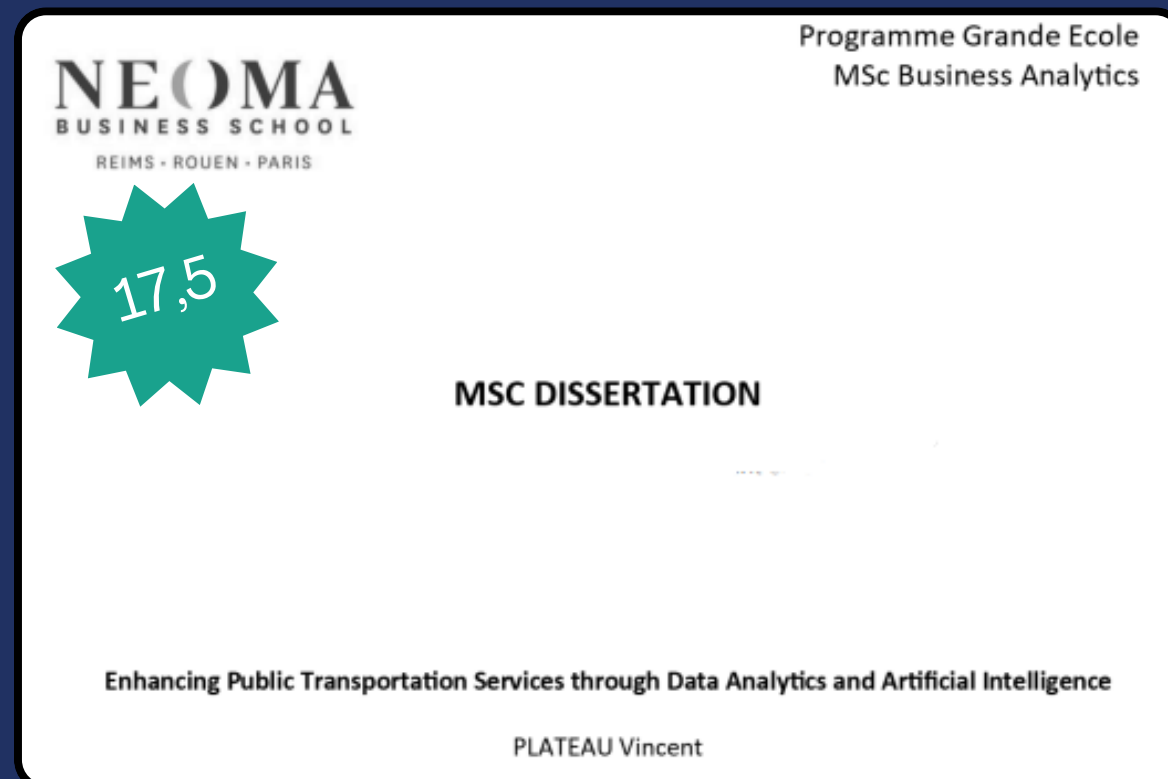 Programme Grande Ecole
MSc Business Analytics
NEOMA
BUSINESS SCHOOL
REIMS - ROUEN - PARIS
17,5
MSC DISSERTATION
Enhancing Public Transportation Services through Data Analytics and Artificial Intelligence
PLATEAU Vincent